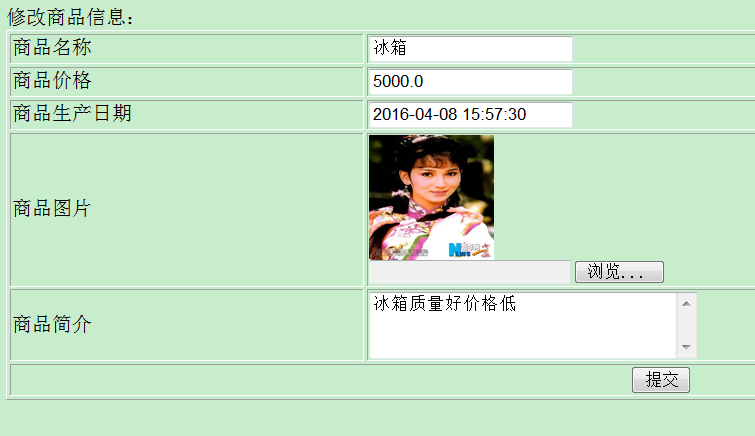 修改商品信息:
商品名称
冰箱
商品价格
5000.0
商品生产日期
2016-04-08 15:57:30
商品图片
NEWS
浏览...
商品简介
冰箱质量好价格低
提交